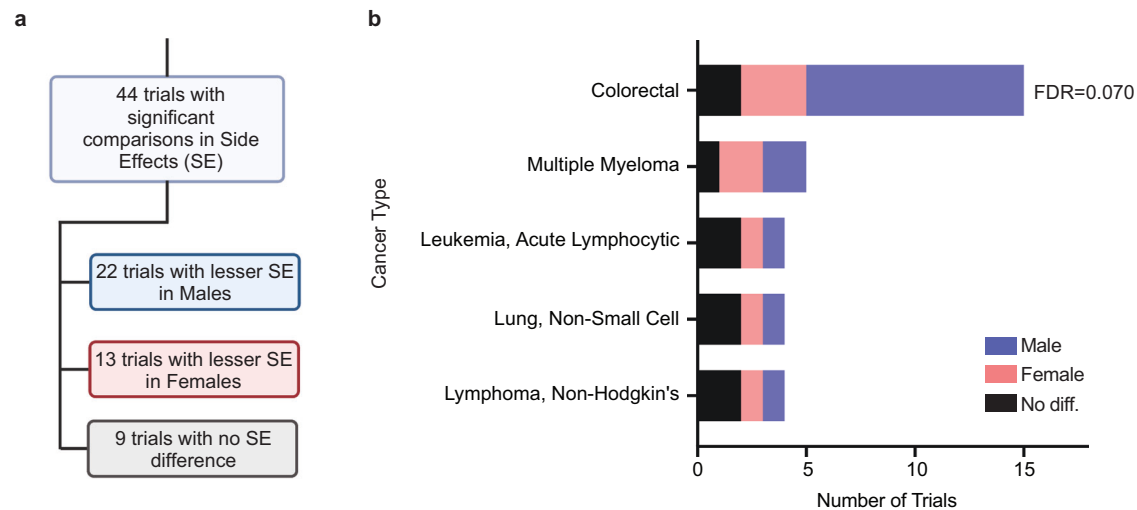 a
44 trials with
significant
comparisons in Side
Effects (SE)
22 trials with lesser SE
in Males
13 trials with lesser SE
in Females
9 trials with no SE
difference
b
Cancer Type
Colorectal
FDR=0.070
Multiple Myeloma
Leukemia, Acute Lymphocytic
Lung, Non-Small Cell
Lymphoma, Non-Hodgkin's
Male
Female
No diff.
0 5 10 15
Number of Trials